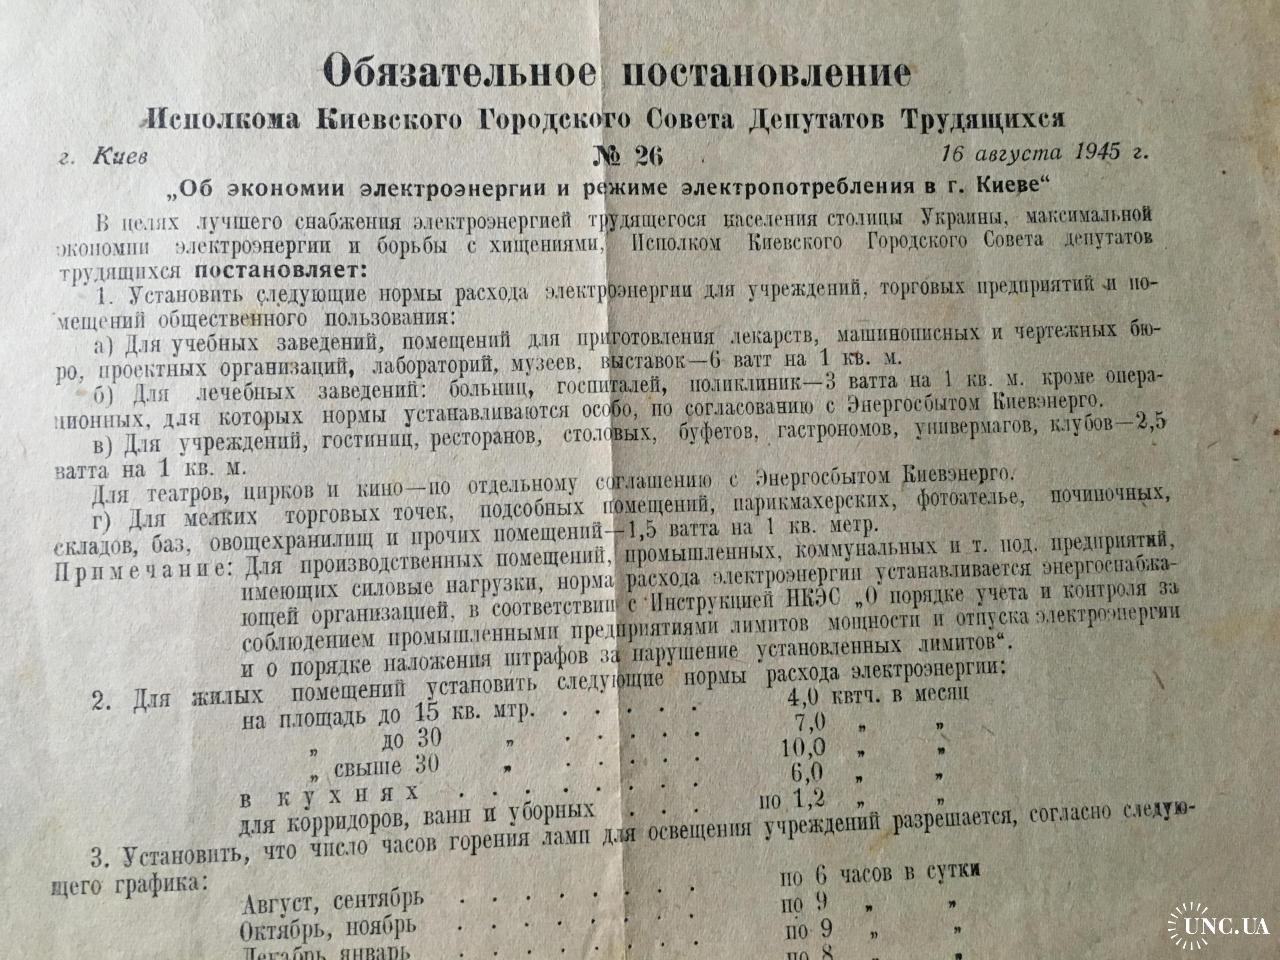 Обязательное постановление
Исполкома Киевского Городского Совета Депутатов Трудящихся
г. Киев № 26 16 августа 1945 г.
„Об экономии электроэнергии и режиме электропотребления в г. Киеве“
В целях лучшего снабжения электроэнергией трудящегося населения столицы Украины, максимальной
экономии электроэнергии и борьбы с хищениями, Исполком Киевского Городского Совета депутатов
трудящихся постановляет:
1. Установить следующие нормы расхода электроэнергии для учреждений, торговых предприятий и по-
мещений общественного пользования:
а) Для учебных заведений, помещений для приготовления лекарств, машинописных и чертежных бю-
ро, проектных организаций, лабораторий, музеев, выставок—6 ватт на 1 кв. м.
б) Для лечебных заведений: больниц, госпиталей, поликлиник—3 ватта на 1 кв. м. кроме опера-
ционных, для которых нормы устанавливаются особо, по согласованию с Энергосбытом Киевэнерго.
в) Для учреждений, гостиниц, ресторанов, столовых, буфетов, гастрономов, универмагов, клубов—2,5
ватта на 1 кв. м.
Для театров, цирков и кино—по отдельному соглашению с Энергосбытом Киевэнерго.
г) Для мелких торговых точек, подсобных помещений, парикмахерских, фотоателье, починочных,
складов, баз, овощехранилищ и прочих помещений—1,5 ватта на 1 кв. метр.
Примечание: Для производственных помещений, промышленных, коммунальных и т. под. предприятий,
имеющих силовые нагрузки, норма расхода электроэнергии устанавливается энергоснабжа-
ющей организацией, в соответствии с Инструкцией НКЭС „О порядке учета и контроля за
соблюдением промышленными предприятиями лимитов мощности и отпуска электроэнергии
и о порядке наложения штрафов за нарушение установленных лимитов“.
2. Для жилых помещений установить следующие нормы расхода электроэнергии:
на площадь до 15 кв. мтр. . . . . . 4,0 квтч. в месяц
„ до 30 „ . . . . . 7,0 „ „
„ свыше 30 „ . . . . . 10,0 „ „
в кухнях . . . . . . . 6,0 „ „
для корридоров, ванн и уборных . . . по 1,2 „ „
3. Установить, что число часов горения ламп для освещения учреждений разрешается, согласно следую-
щего графика:
Август, сентябрь . . . . . . . по 6 часов в сутки
Октябрь, ноябрь . . . . . . . по 9 „ „
Декабрь, январь . . . . . . . по 9 „ „
по 8 „ „
UNC.UA